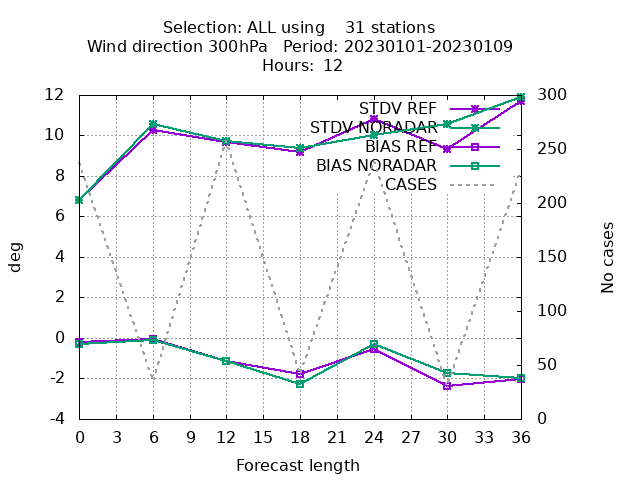 Selection: ALL using 31 stations
Wind direction 300hPa Period: 20230101-20230109
Hours: 12
STDV REF
STDV NORADAR
BIAS REF
BIAS NORADAR
CASES
12
10
8
6
4
2
0
-2
-4
deg
300
250
200
150
100
50
0
No cases
0 3 6 9 12 15 18 21 24 27 30 33 36
Forecast length